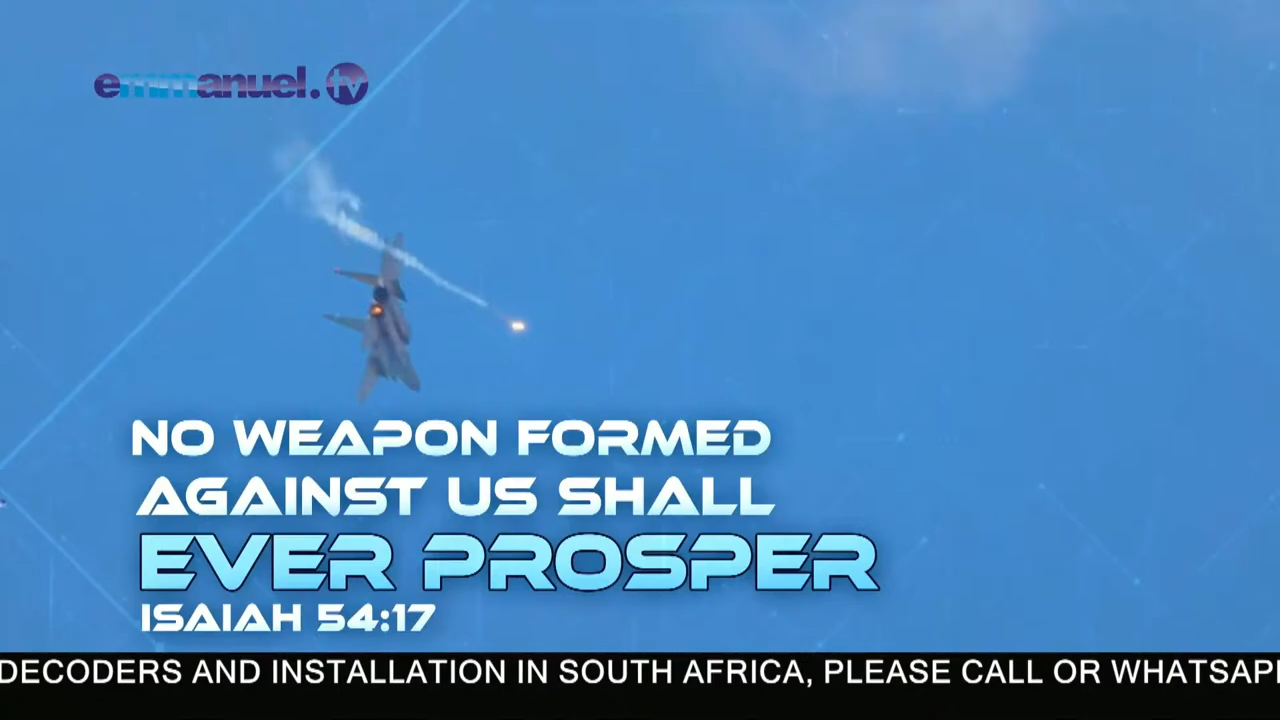 emmanuel.tv
NO WEAPON FORMED
AGAINST US SHALL
EVER PROSPER
ISAIAH 54:17
DECODERS AND INSTALLATION IN SOUTH AFRICA, PLEASE CALL OR WHATSAPP